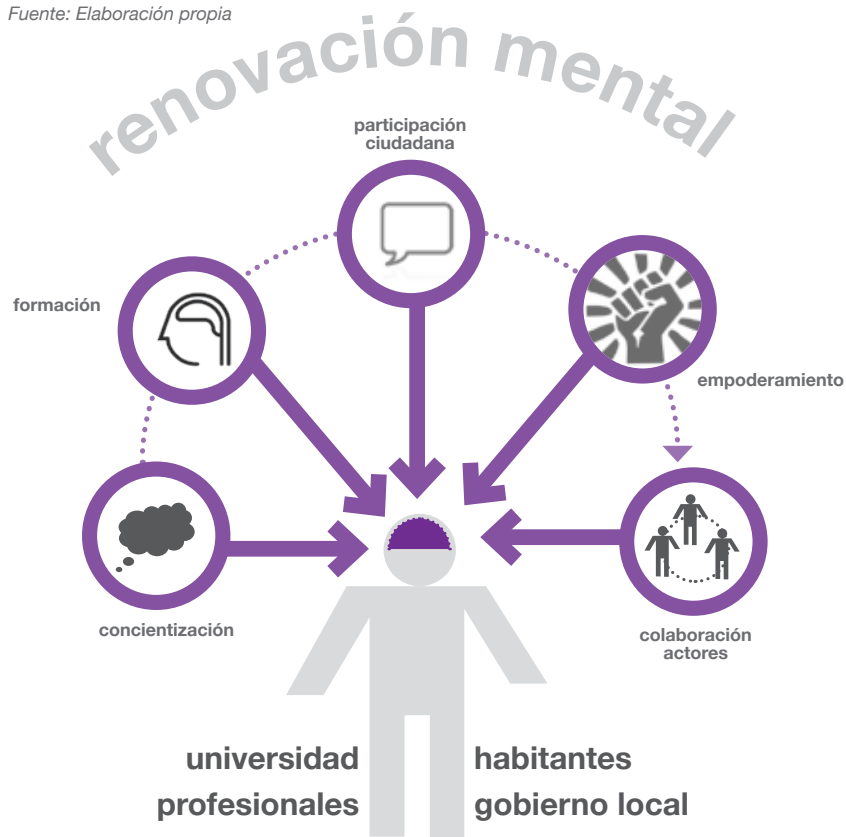 Fuente: Elaboración propia
renovación mental
participación
ciudadana
formación
empoderamiento
concientización
colaboración
actores
universidad
habitantes
profesionales
gobierno local